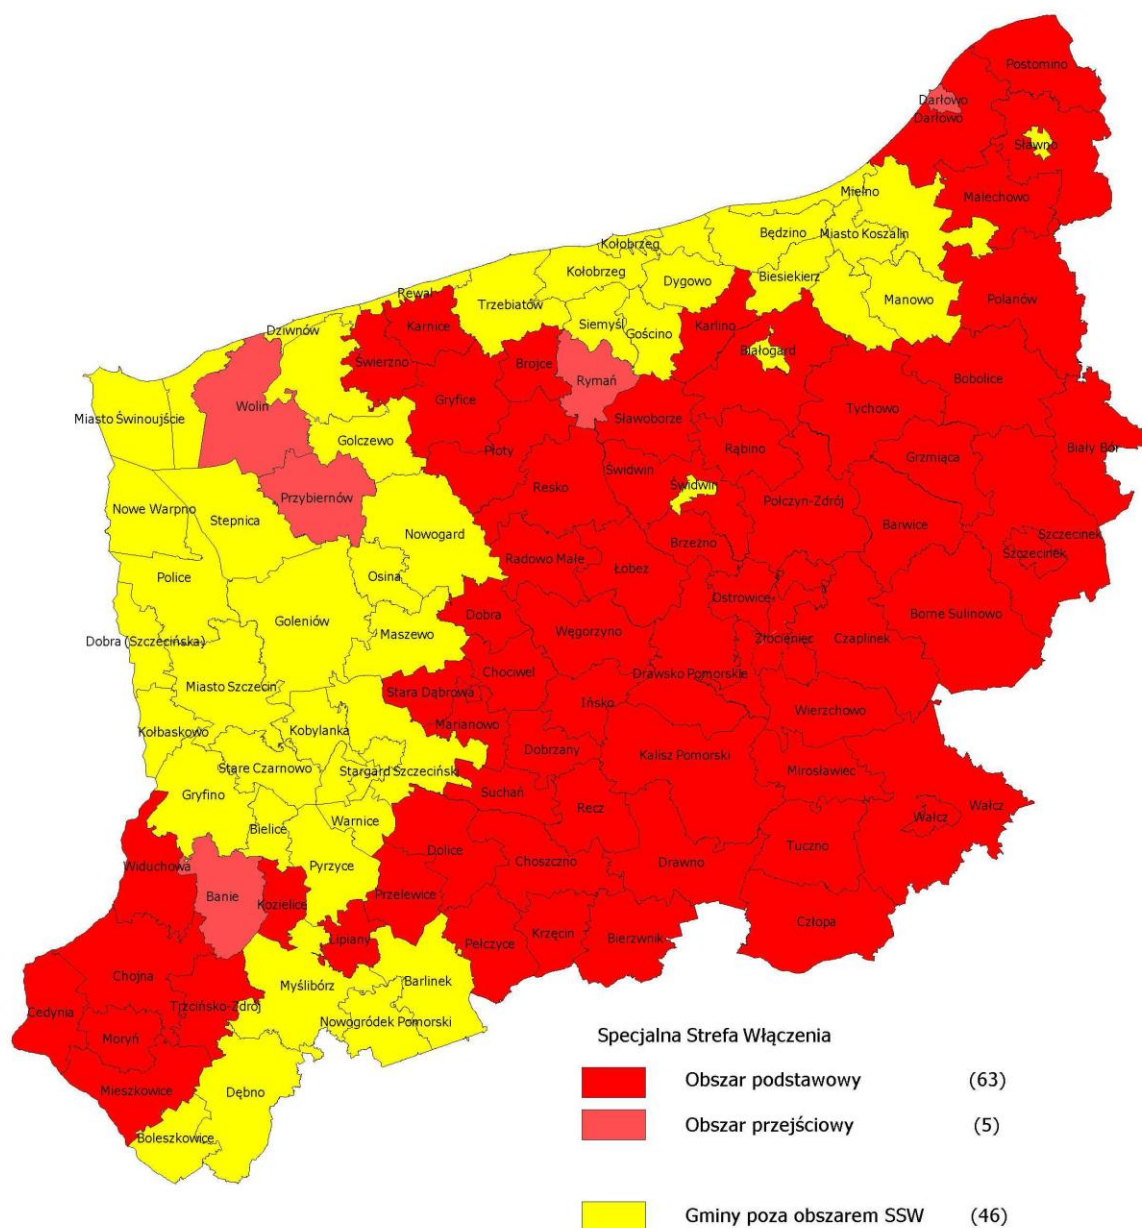 Postomino
Darłowo
Darłowo
Sławno
Mielno
Malechowo
Kołobrzeg
Będzino
Miasto Koszalin
Kołobrzeg
Dygowo
Biesiekierz
Manowo
Polanów
Rewal
Trzebiatów
Siemyśl
Gościno
Karlino
Dziwnów
Karnice
Świerzno
Brojce
Białogard
Bobolice
Rymań
Wolin
Gryfice
Tychowo
Miasto Świnoujście
Sławoborze
Golczewo
Płoty
Rąbino
Grzmiąca
Biały Bór
Świdwin
Resko
Świdwin
Przybiernów
Połczyn-Zdrój
Nowe Warpno
Stepnica
Barwice
Nowogard
Szczecinek
Brzeżno
Szczecinek
Radowo Małe
Łobez
Police
Osina
Ostrowice
Dobra
Borne Sulinowo
Goleniów
Węgorzyno
Maszewo
Złocieniec
Czaplinek
Dobra (Szczecińska)
Chociwel
Drawsko Pomorskie
Miasto Szczecin
Stara Dąbrowa
Ińsko
Wierzchowo
Marianowo
Kołbaskowo
Kobylanka
Dobrzany
Kalisz Pomorski
Stare Czarnowo
Stargard Szczeciński
Mirosławiec
Gryfino
Suchań
Recz
Wałcz
Wałcz
Warnice
Bielice
Tuczno
Dolice
Choszczno
Drawno
Widuchowa
Pyrzyce
Banie
Kozielice
Przelewice
Człopa
Krzęcin
Bierzwnik
Lipiany
Pełczyce
Chojna
Barlinek
Myślibórz
Trzcińsko-Zdrój
Cedynia
Nowogródek Pomorski
Moryń
Mieszkowice
Dębno
Boleszkowice
Specjalna Strefa Włączenia
Obszar podstawowy (63)
Obszar przejściowy (5)
Gminy poza obszarem SSW (46)